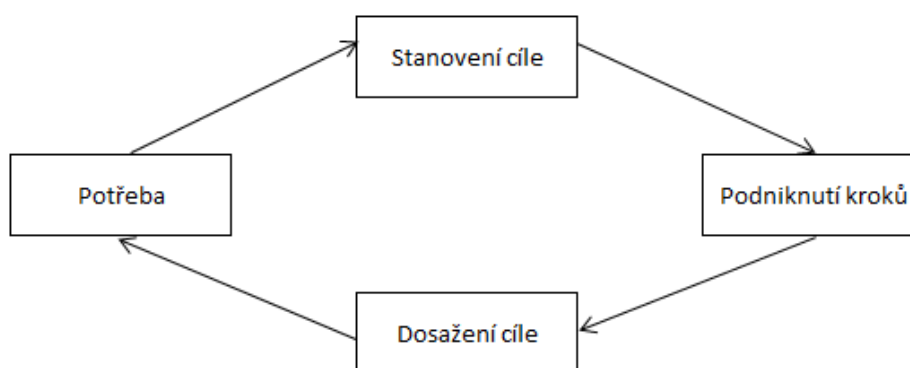 Stanovení cíle
Potřeba
Podniknutí kroků
Dosažení cíle